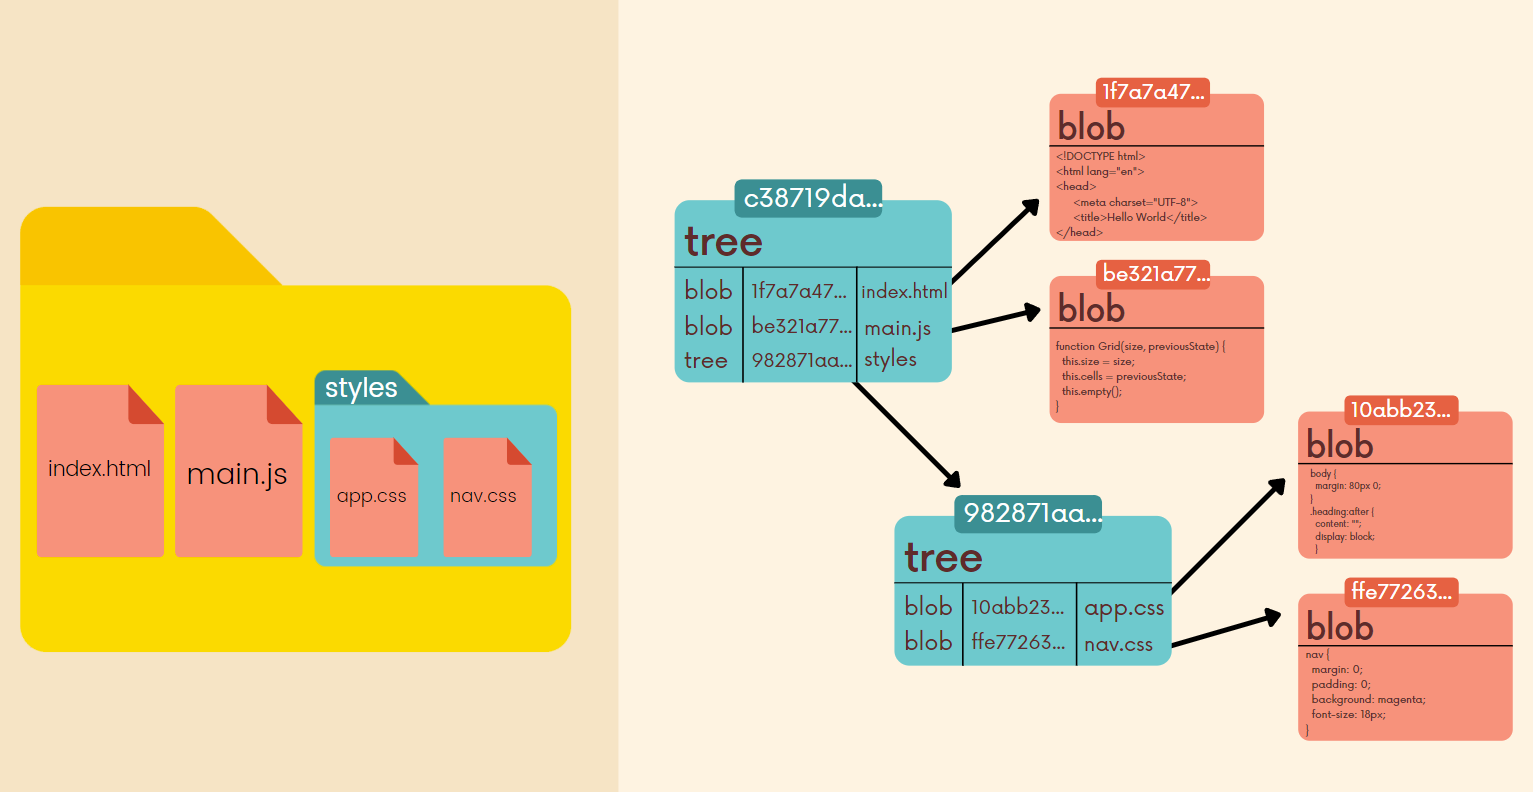 styles
index.html
main.js
app.css
nav.css
c38719da...
tree
blob 1f7a7a47... index.html
blob be321a77... main.js
tree 982871aa... styles
1f7a7a47...
blob
<!DOCTYPE html>
<html lang="en">
<head>
<meta charset="UTF-8">
<title>Hello World</title>
</head>
be321a77...
blob
function Grid(size, previousState) {
this.size = size;
this.cells = previousState;
this.empty();
}
982871aa...
tree
blob 10abb23... app.css
blob ffe77263... nav.css
10abb23...
blob
body {
margin: 80px 0;
}
.heading:after {
content: "";
display: block;
}
ffe77263...
blob
nav {
margin: 0;
padding: 0;
background: magenta;
font-size: 18px;
}